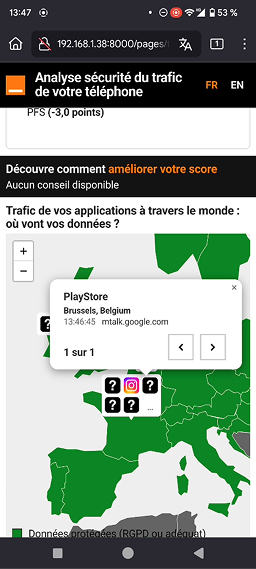 13:47
53 %
192.168.1.38:8000/pages/
1
Analyse sécurité du trafic
de votre téléphone
FR EN
PFS (-3,0 points)
Découvre comment améliorer votre score
Aucun conseil disponible
Trafic de vos applications à travers le monde :
où vont vos données ?
+
−
×
PlayStore
Brussels, Belgium
13:46:45 mtalk.google.com
1 sur 1
‹ ›
?
? ?
? ? ...
Données protégées (RGPD ou adéquat)